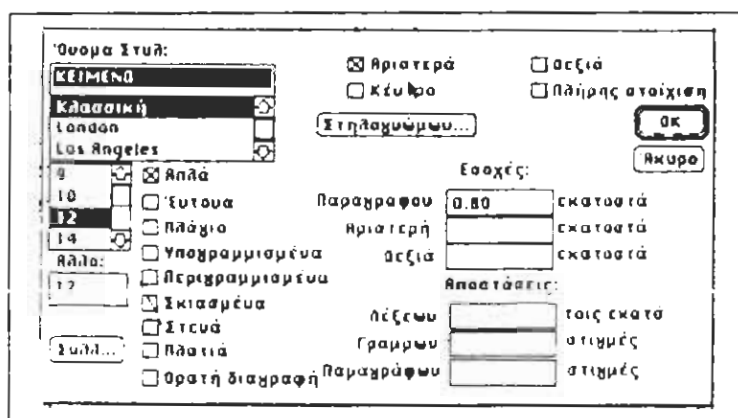 Όνομα Στυλ:
ΚΕΙΜΕΝΟ
Κλασσική
London
Los Angeles
9
10
12
14
Άλλο:
12
Συλλ...
Απλά
Έντονα
Πλάγιο
Υπογραμμισμένα
Περιγραμμισμένα
Σκιασμένα
Στενά
Πλατιά
Ορατή διαγραφή
Αριστερά
Δεξιά
Κέντρο
Πλήρης στοίχιση
Στηλογνώμων...
OK
Άκυρο
Εσοχές:
Παραγράφου 0.80 εκατοστά
Αριστερή εκατοστά
Δεξιά εκατοστά
Αποστάσεις:
Λέξεων τοις εκατό
Γραμμών στιγμές
Παραγράφων στιγμές